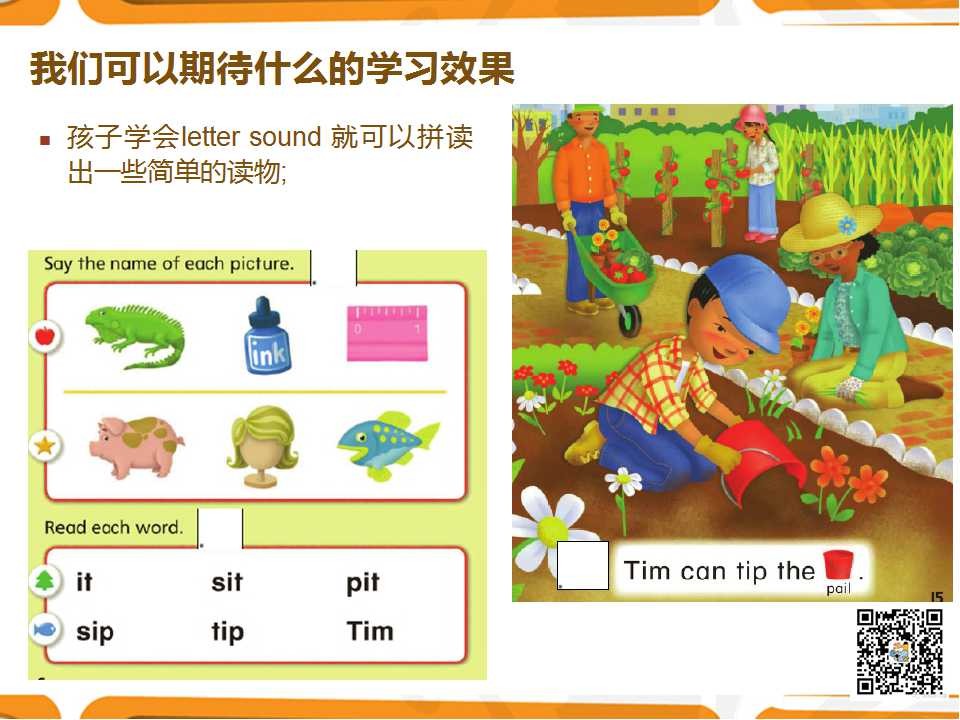 我们可以期待什么的学习效果
■ 孩子学会letter sound 就可以拼读
出一些简单的读物;
Say the name of each picture.
ink
0 1
Read each word.
it sit pit
sip tip Tim
Tim can tip the .
pail
15